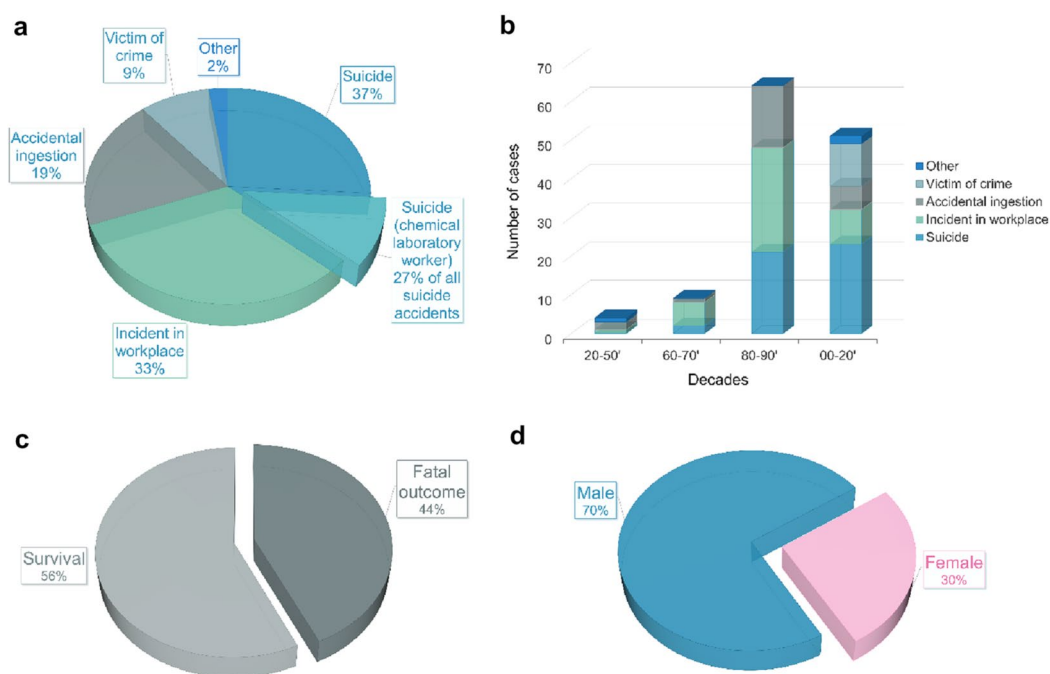 a
Victim of
crime
9%
Other
2%
Suicide
37%
Accidental
ingestion
19%
Suicide
(chemical
laboratory
worker)
27% of all
suicide
accidents
Incident in
workplace
33%
b
Number of cases
70
60
50
40
30
20
10
0
20-50'
60-70'
80-90'
00-20'
Decades
Other
Victim of crime
Accidental ingestion
Incident in workplace
Suicide
c
Fatal
outcome
44%
Survival
56%
d
Male
70%
Female
30%